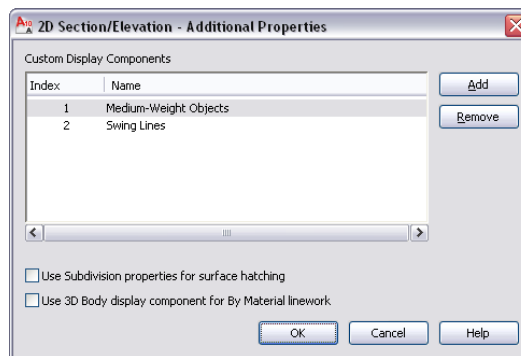 A10 A 2D Section/Elevation - Additional Properties
Custom Display Components
Index Name
1 Medium-Weight Objects
2 Swing Lines
Add
Remove
Use Subdivision properties for surface hatching
Use 3D Body display component for By Material linework
OK Cancel Help